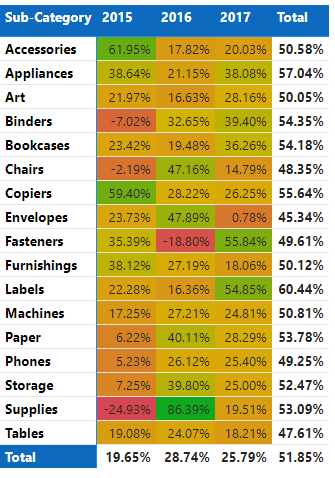 Sub-Category 2015 2016 2017 Total
Accessories 61.95% 17.82% 20.03% 50.58%
Appliances 38.64% 21.15% 38.08% 57.04%
Art 21.97% 16.63% 28.16% 50.05%
Binders -7.02% 32.65% 39.40% 54.35%
Bookcases 23.42% 19.48% 36.26% 54.18%
Chairs -2.19% 47.16% 14.79% 48.35%
Copiers 59.40% 28.22% 26.25% 55.64%
Envelopes 23.73% 47.89% 0.78% 45.34%
Fasteners 35.39% -18.80% 55.84% 49.61%
Furnishings 38.12% 27.19% 18.06% 50.12%
Labels 22.28% 16.36% 54.85% 60.44%
Machines 17.25% 27.21% 24.81% 50.81%
Paper 6.22% 40.11% 28.29% 53.78%
Phones 5.23% 26.12% 25.40% 49.25%
Storage 7.25% 39.80% 25.00% 52.47%
Supplies -24.93% 86.39% 19.51% 53.09%
Tables 19.08% 24.07% 18.21% 47.61%
Total 19.65% 28.74% 25.79% 51.85%